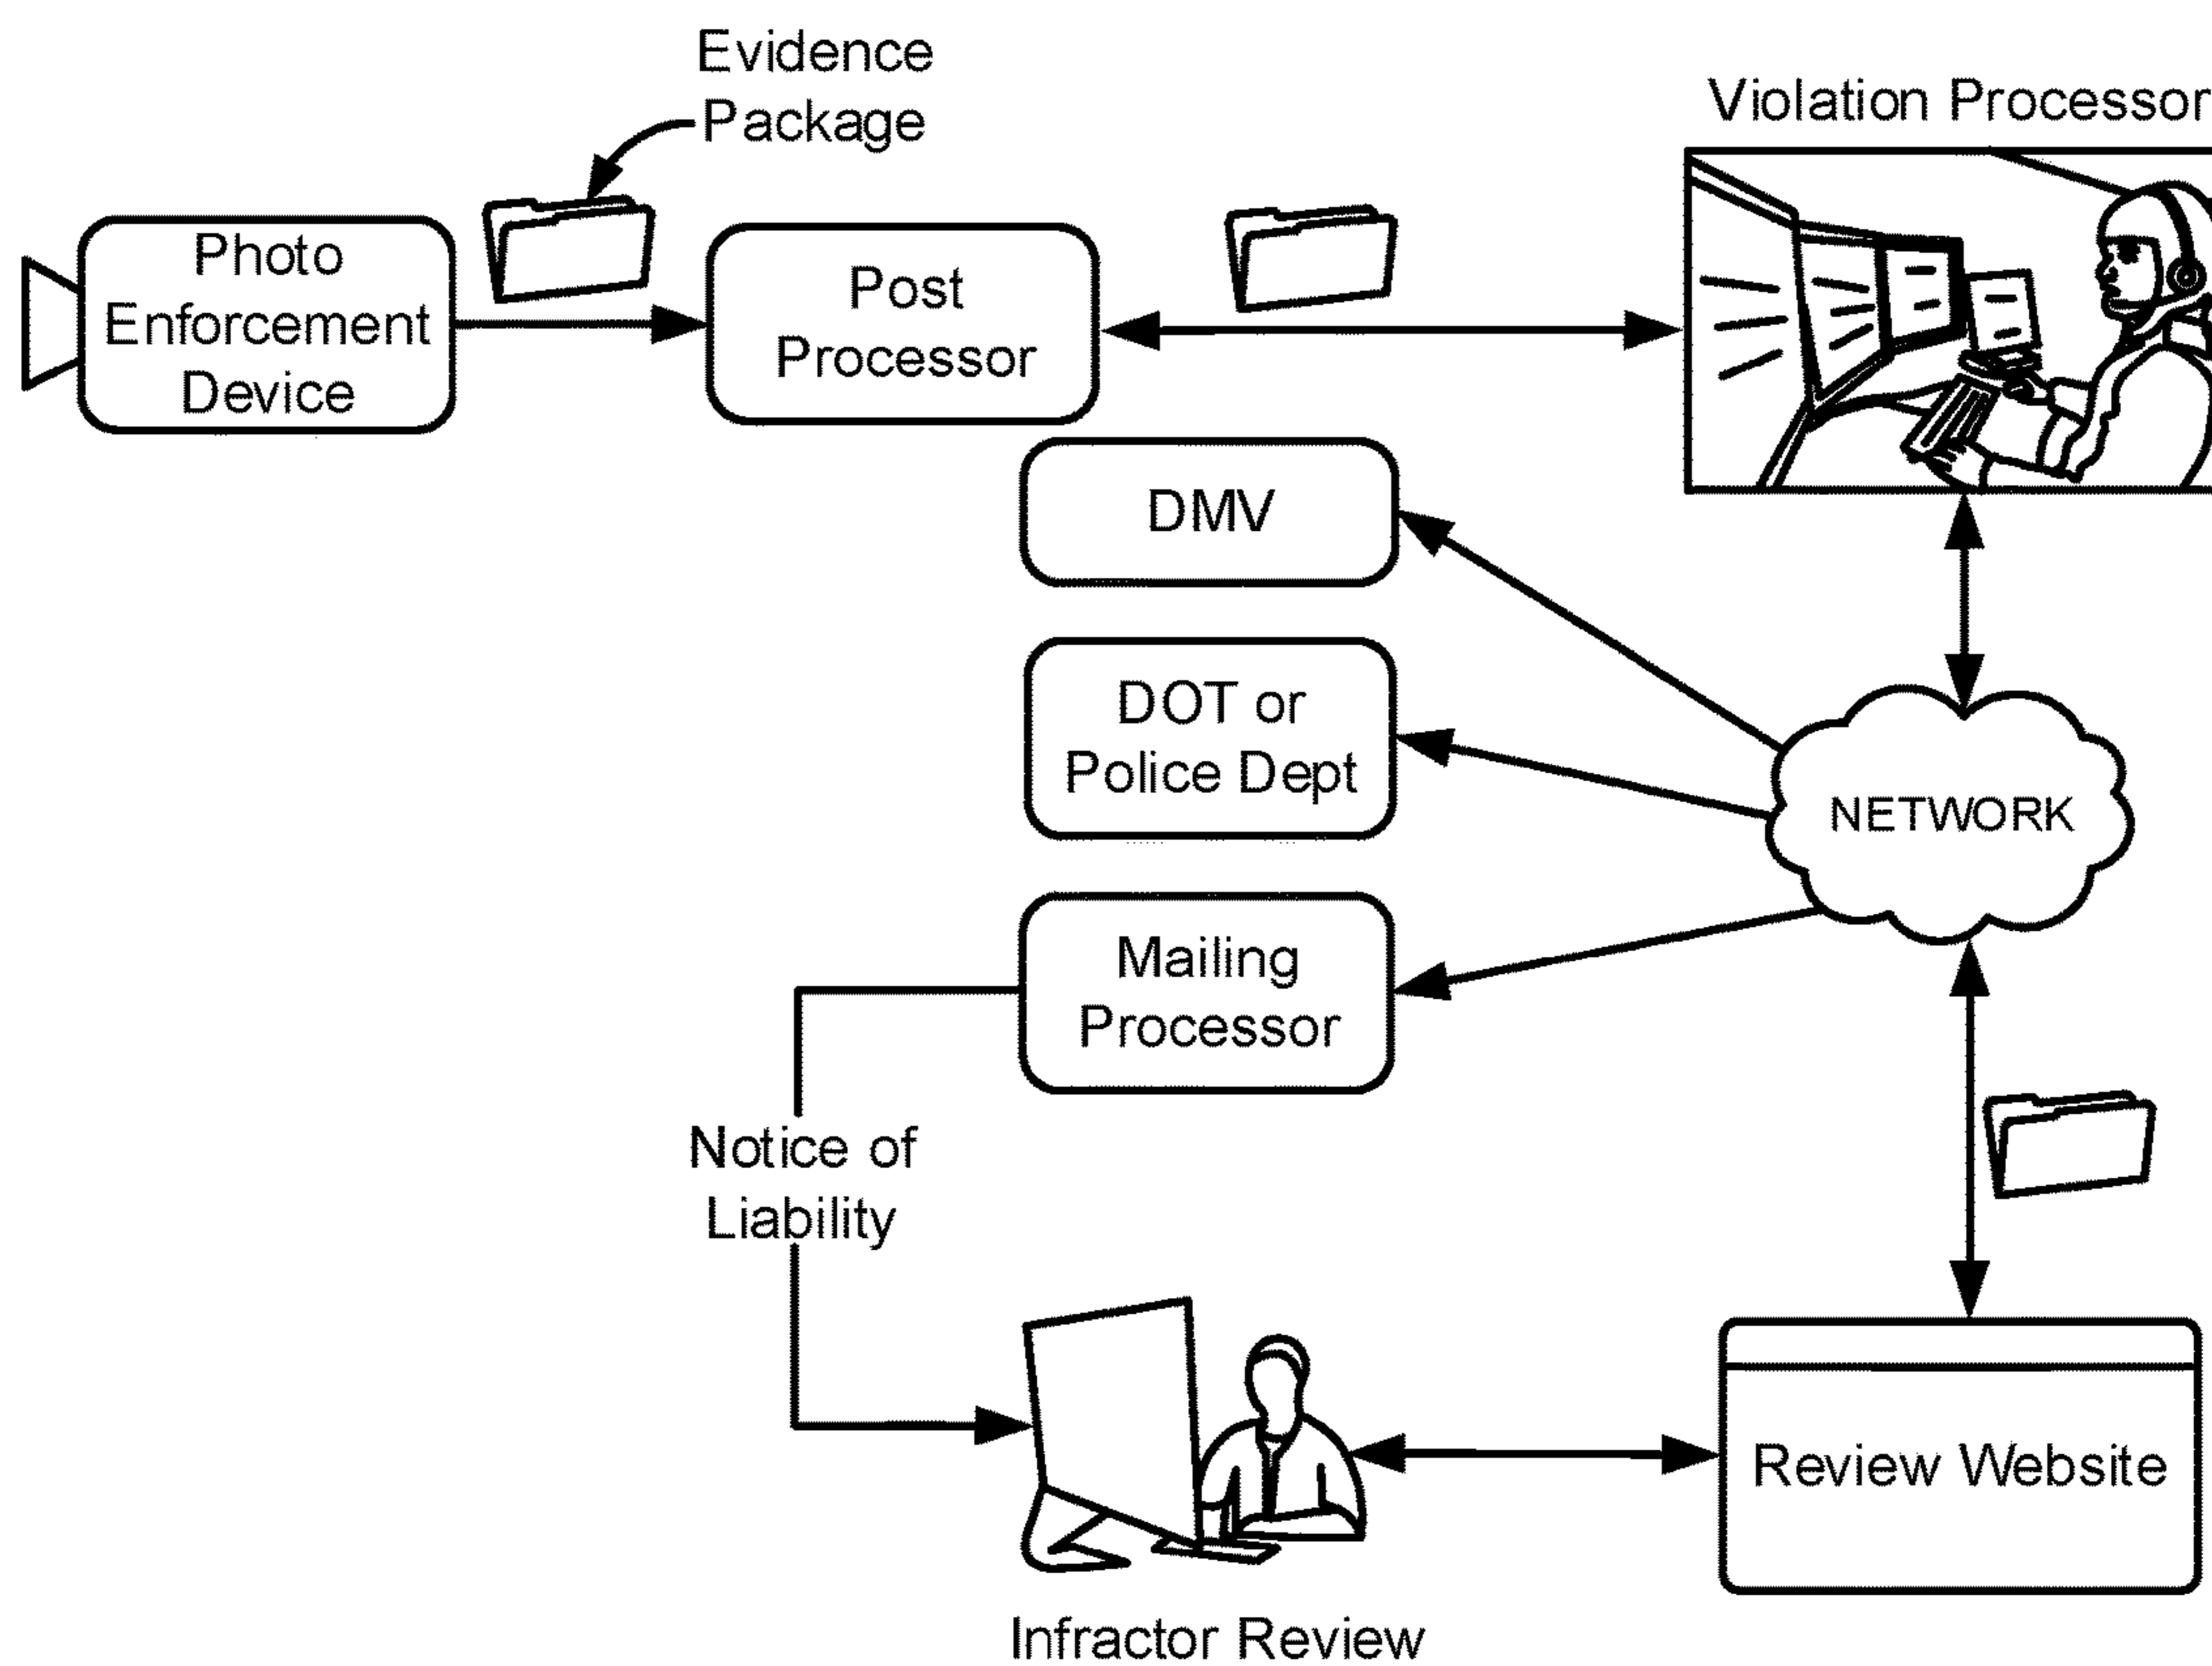 Evidence
Package
Violation Processor
Photo
Enforcement
Device
Post
Processor
DMV
DOT or
Police Dept
NETWORK
Mailing
Processor
Notice of
Liability
Review Website
Infractor Review